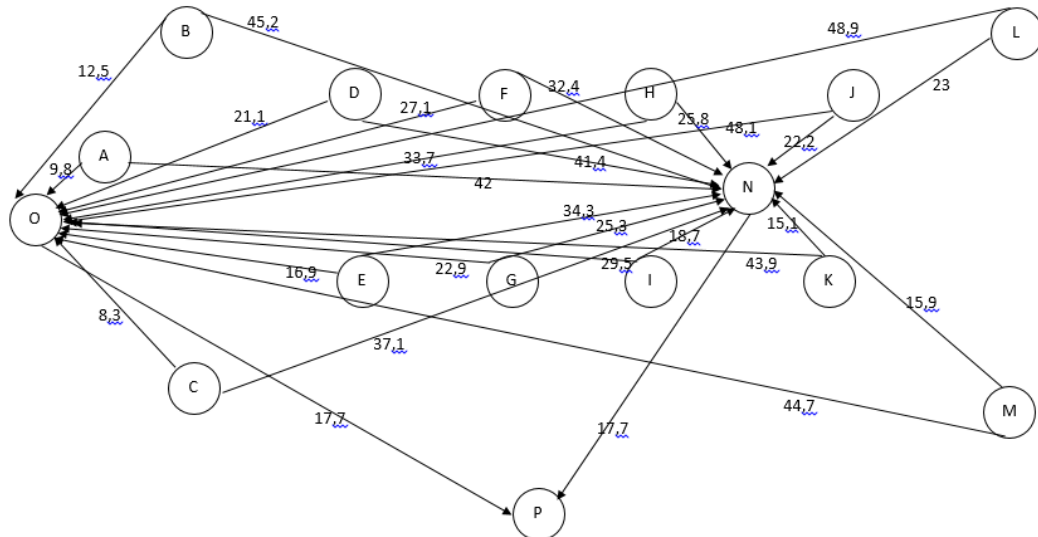 B
45,2
48,9
L
12,5
D
F
32,4
H
J
23
21,1
27,1
25,8
48,1
22,2
A
9,8
33,7
41,4
42
N
O
34,3
25,3
15,1
18,7
16,9
E
22,9
G
29,5
I
43,9
K
15,9
8,3
37,1
C
44,7
M
17,7
17,7
P